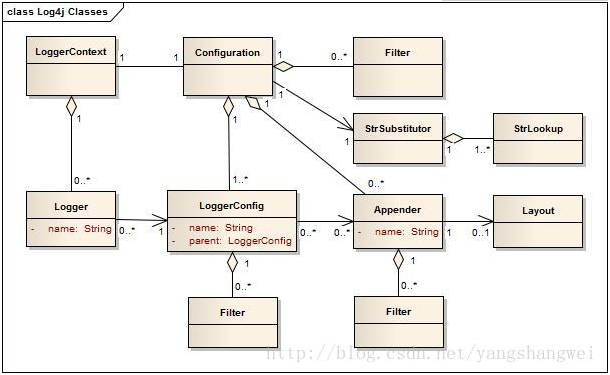 class Log4j Classes
LoggerContext
1
1
Configuration
1
0..*
Filter
1
1
StrSubstitutor
1
1..*
StrLookup
1
1
1
0..*
1..*
0..*
Logger
- name: String
0..*
1
LoggerConfig
- name: String
- parent: LoggerConfig
0..*
0..*
Appender
- name: String
1
0..1
Layout
1
0..*
Filter
1
0..*
Filter
http://blog.csdn.net/yangshangwei